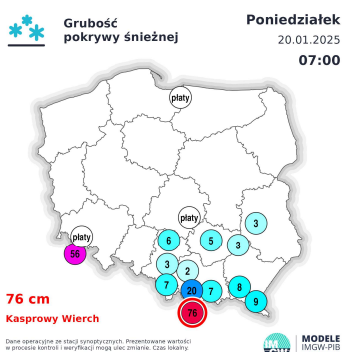 Grubość
pokrywy śnieżnej
Poniedziałek
20.01.2025
07:00
płaty
płaty
3
6
5
3
płaty
56
3
2
7
20
7
8
9
76
76 cm
Kasprowy Wierch
Dane operacyjne ze stacji synoptycznych. Prezentowane wartości
w procesie kontroli i weryfikacji mogą ulec zmianie. Czas lokalny.
IM
MODELE
IMGW-PIB